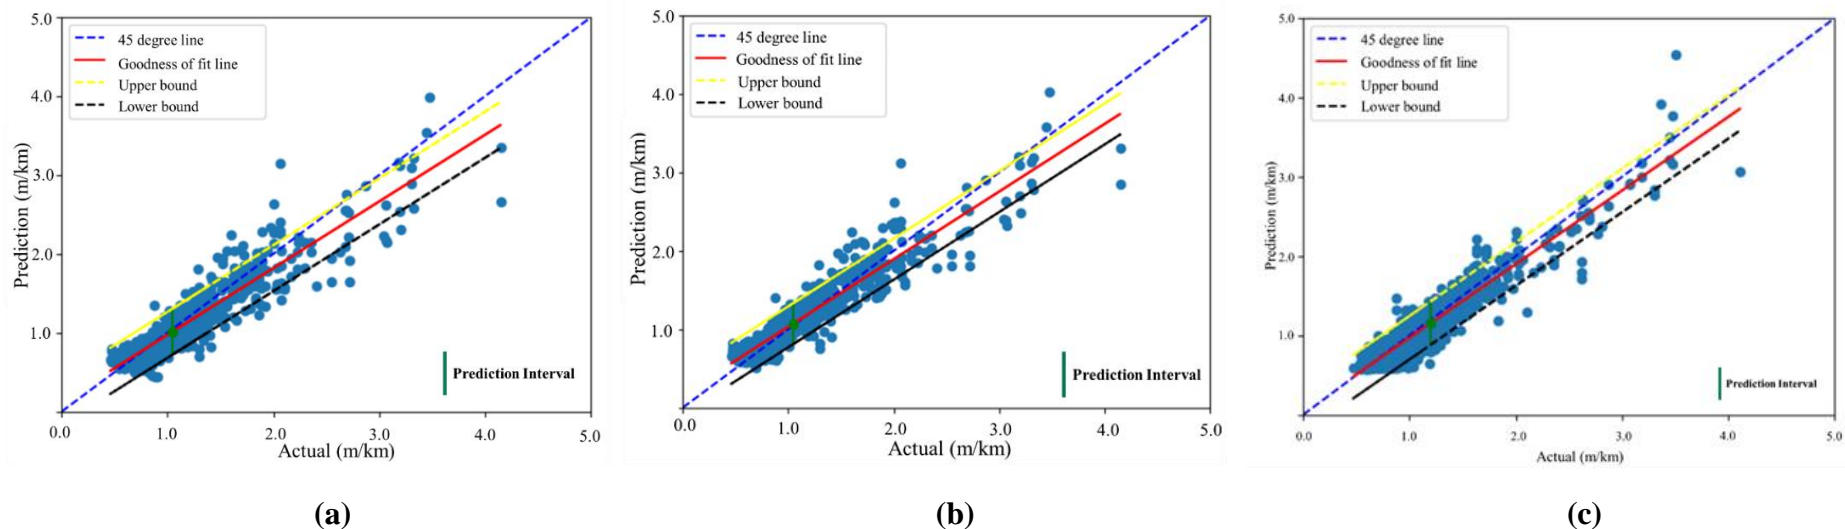 5.0
4.0
3.0
2.0
1.0
Prediction (m/km)
45 degree line
Goodness of fit line
Upper bound
Lower bound
Prediction Interval
0.0 1.0 2.0 3.0 4.0 5.0
Actual (m/km)
(a)
5.0
4.0
3.0
2.0
1.0
Prediction (m/km)
45 degree line
Goodness of fit line
Upper bound
Lower bound
Prediction Interval
0.0 1.0 2.0 3.0 4.0 5.0
Actual (m/km)
(b)
5.0
4.0
3.0
2.0
1.0
Prediction (m/km)
45 degree line
Goodness of fit line
Upper bound
Lower bound
Prediction Interval
0.0 1.0 2.0 3.0 4.0 5.0
Actual (m/km)
(c)